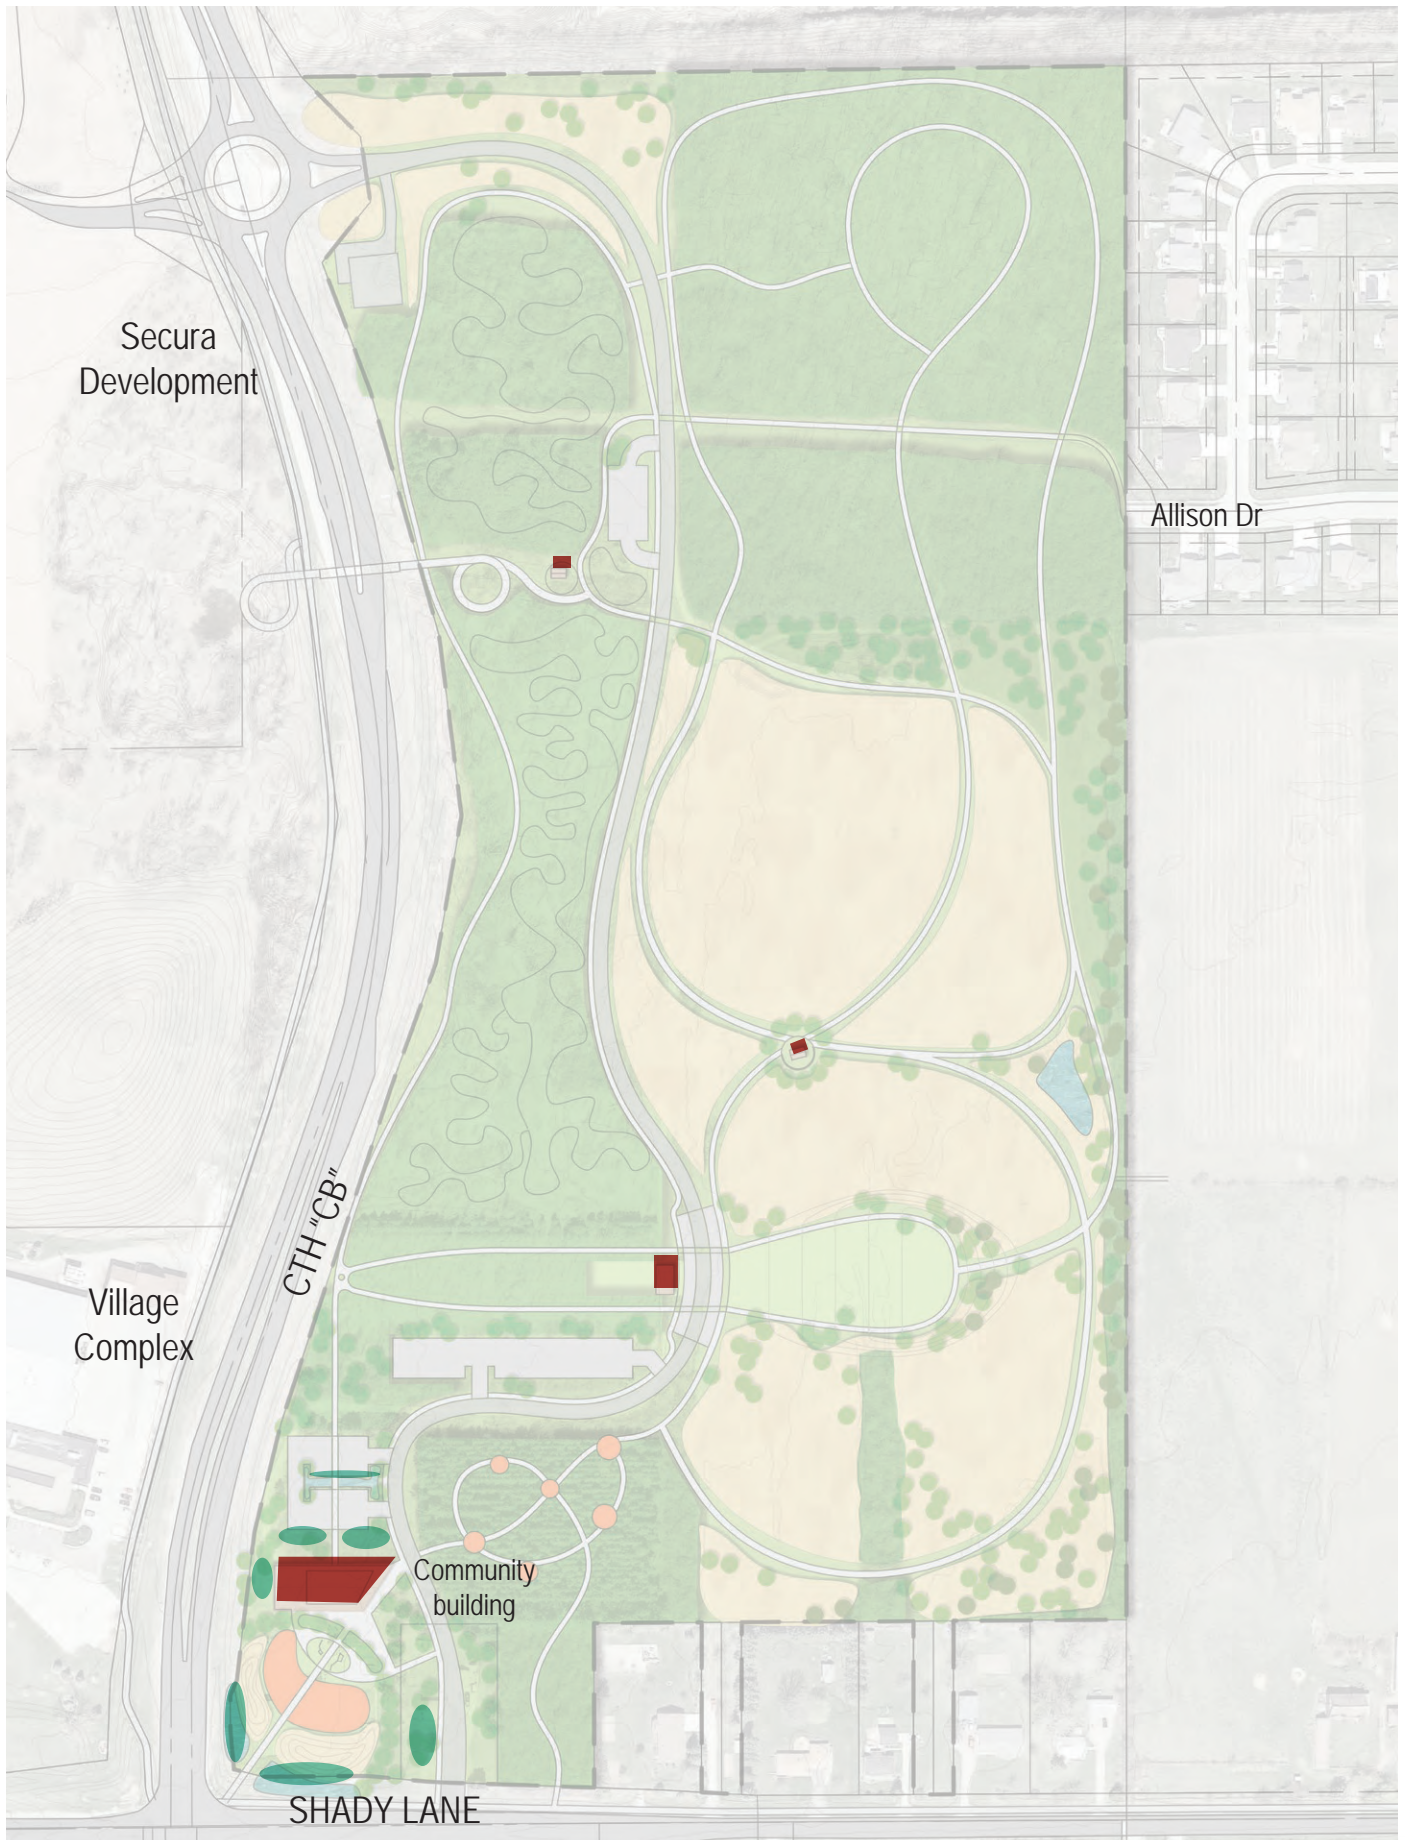 Secura
Development
Allison Dr
CTH "CB"
Village
Complex
Community
building
SHADY LANE